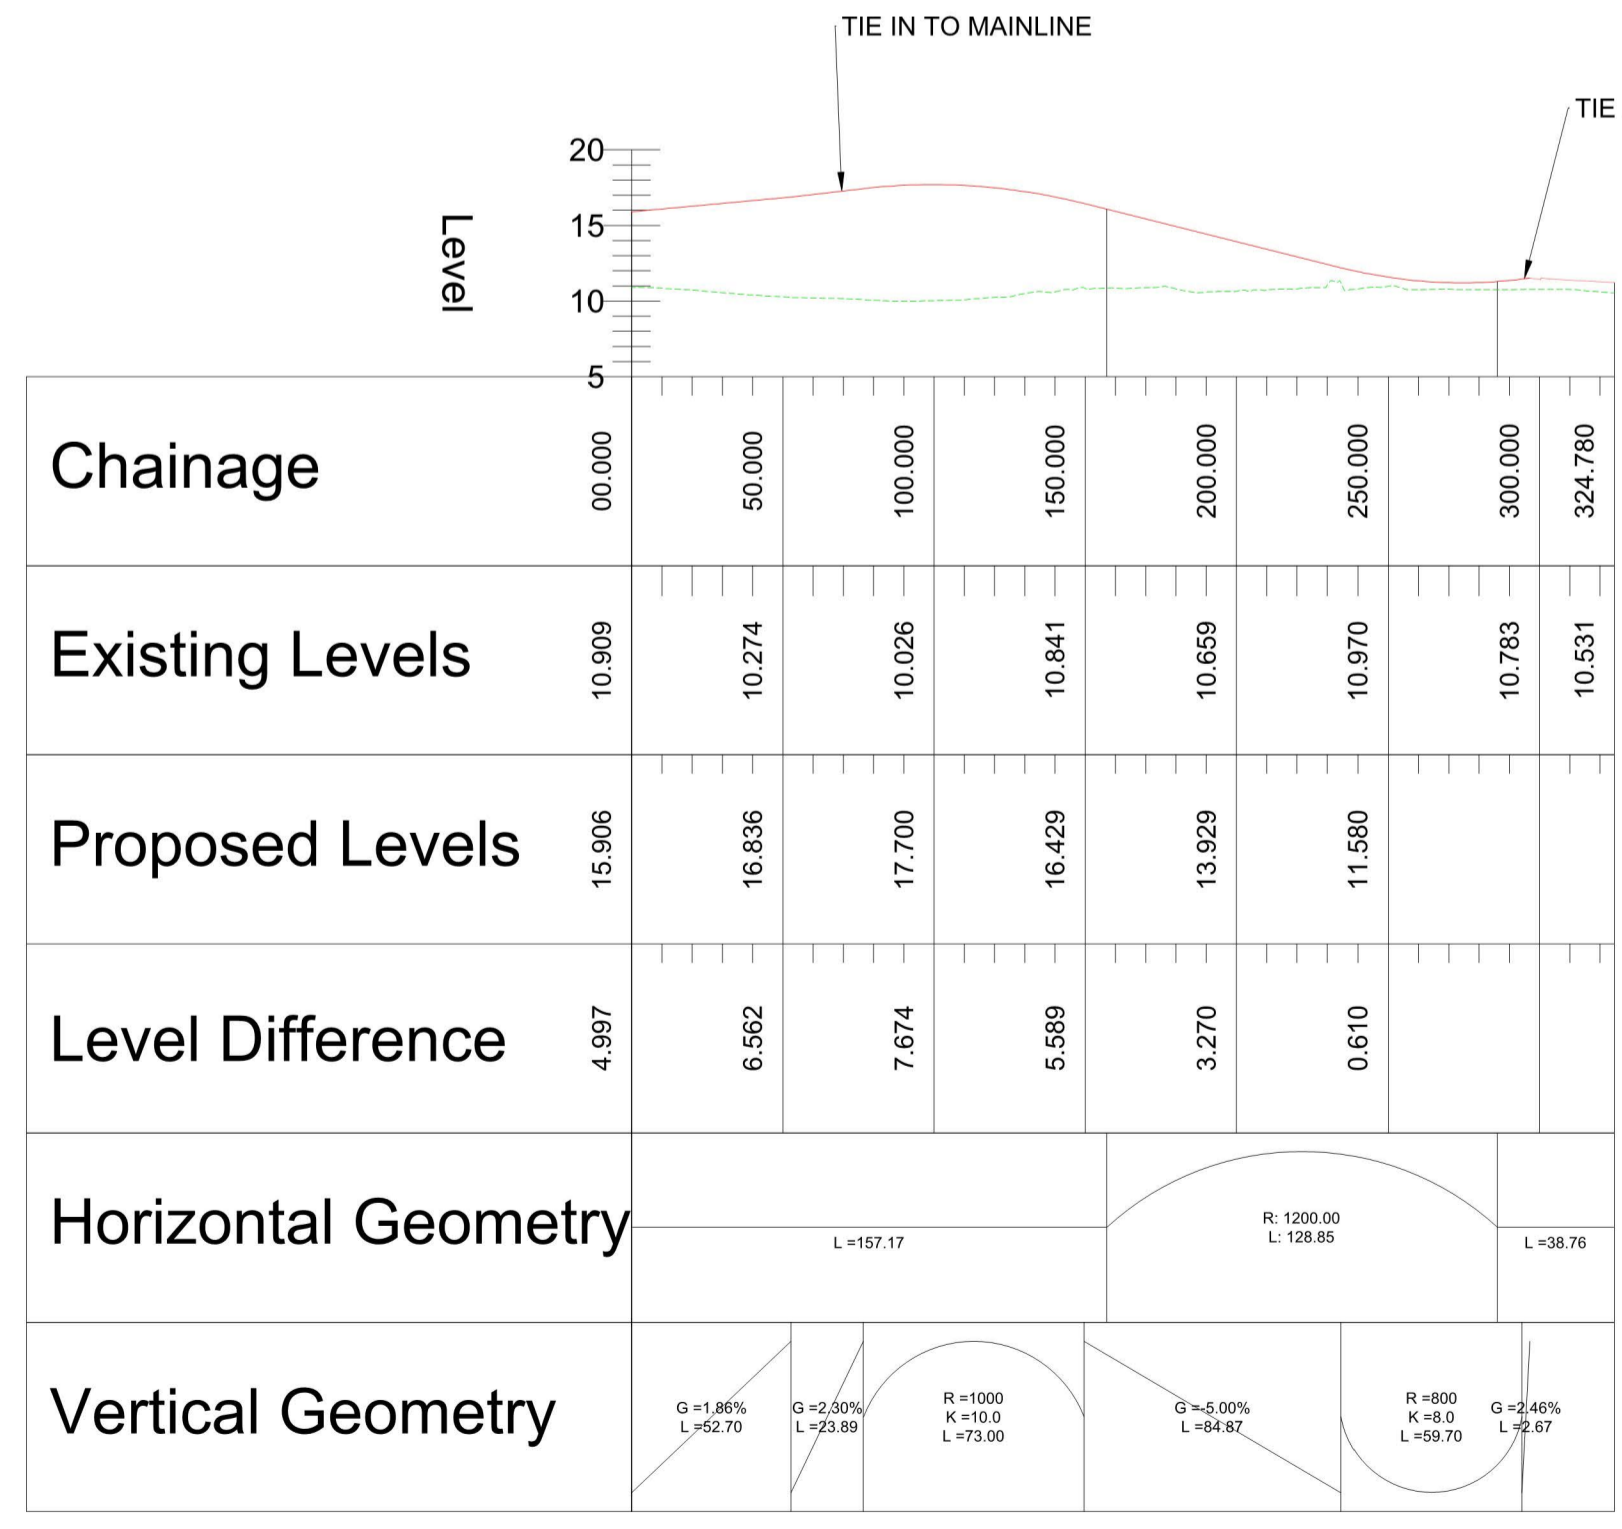 TIE IN TO MAINLINE
TIE
Level
20
15
10
5
Chainage 00.000 50.000 100.000 150.000 200.000 250.000 300.000 324.780
Existing Levels 10.909 10.274 10.026 10.841 10.659 10.970 10.783 10.531
Proposed Levels 15.906 16.836 17.700 16.429 13.929 11.580
Level Difference 4.997 6.562 7.674 5.589 3.270 0.610
Horizontal Geometry
L =157.17
R: 1200.00
L: 128.85
L =38.76
Vertical Geometry
G =1.86%
L =52.70
G =2.30%
L =23.89
R =1000
K =10.0
L =73.00
G =-5.00%
L =84.87
R =800
K =8.0
L =59.70
G =2.46%
L =2.67